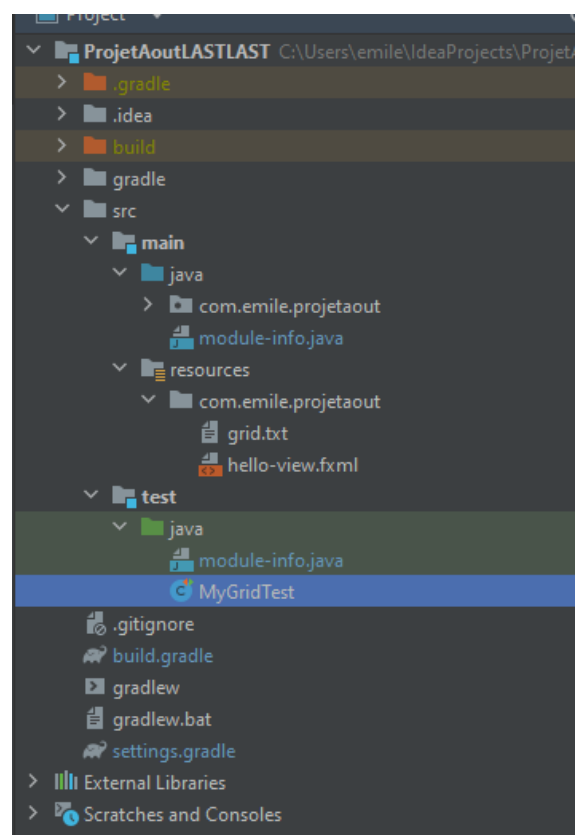 Project
ProjetAoutLASTLAST C:\Users\emile\IdeaProjects\ProjetA
.gradle
.idea
build
gradle
src
main
java
com.emile.projetaout
module-info.java
resources
com.emile.projetaout
grid.txt
hello-view.fxml
test
java
module-info.java
MyGridTest
.gitignore
build.gradle
gradlew
gradlew.bat
settings.gradle
External Libraries
Scratches and Consoles